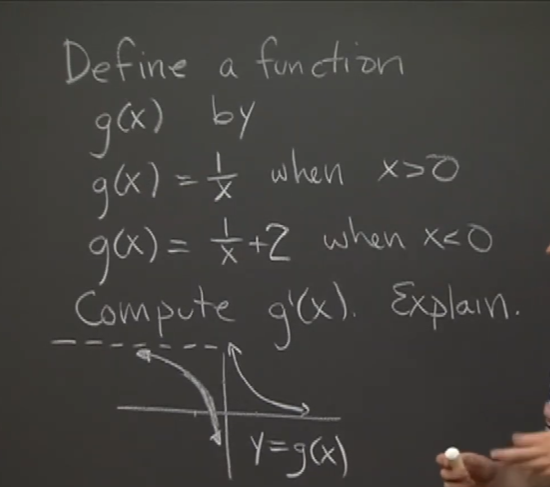 Define a function
g(x) by
g(x) = 1/x when x>0
g(x) = 1/x+2 when x<0
Compute g'(x). Explain.
y=g(x)